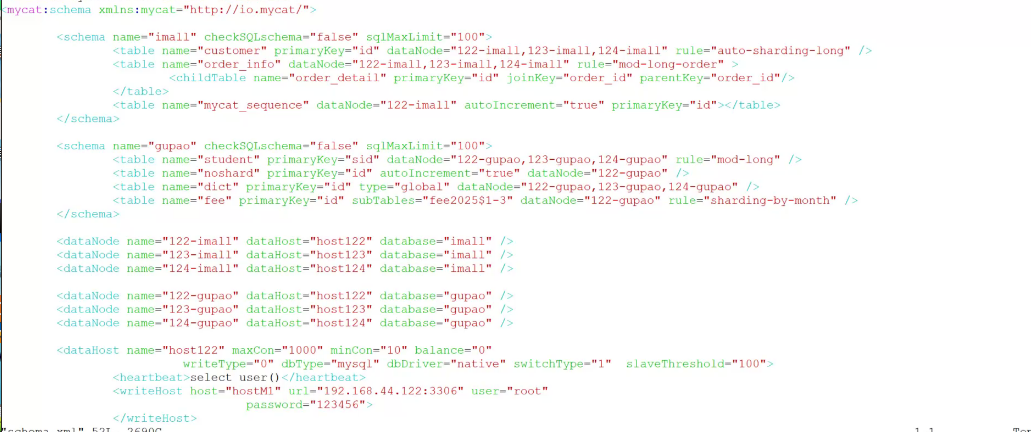 <mycat:schema xmlns:mycat="http://io.mycat/">
<schema name="imall" checkSQLschema="false" sqlMaxLimit="100">
<table name="customer" primaryKey="id" dataNode="122-imall,123-imall,124-imall" rule="auto-sharding-long" />
<table name="order_info" dataNode="122-imall,123-imall,124-imall" rule="mod-long-order" >
<childTable name="order_detail" primaryKey="id" joinKey="order_id" parentKey="order_id"/>
</table>
<table name="mycat_sequence" dataNode="122-imall" autoIncrement="true" primaryKey="id"></table>
</schema>
<schema name="gupao" checkSQLschema="false" sqlMaxLimit="100">
<table name="student" primaryKey="sid" dataNode="122-gupao,123-gupao,124-gupao" rule="mod-long" />
<table name="noshard" primaryKey="id" autoIncrement="true" dataNode="122-gupao" />
<table name="dict" primaryKey="id" type="global" dataNode="122-gupao,123-gupao,124-gupao" />
<table name="fee" primaryKey="id" subTables="fee2025$1-3" dataNode="122-gupao" rule="sharding-by-month" />
</schema>
<dataNode name="122-imall" dataHost="host122" database="imall" />
<dataNode name="123-imall" dataHost="host123" database="imall" />
<dataNode name="124-imall" dataHost="host124" database="imall" />
<dataNode name="122-gupao" dataHost="host122" database="gupao" />
<dataNode name="123-gupao" dataHost="host123" database="gupao" />
<dataNode name="124-gupao" dataHost="host124" database="gupao" />
<dataHost name="host122" maxCon="1000" minCon="10" balance="0"
writeType="0" dbType="mysql" dbDriver="native" switchType="1" slaveThreshold="100">
<heartbeat>select user()</heartbeat>
<writeHost host="hostM1" url="192.168.44.122:3306" user="root"
password="123456">
</writeHost>
"schema.xml" 52L, 2690C